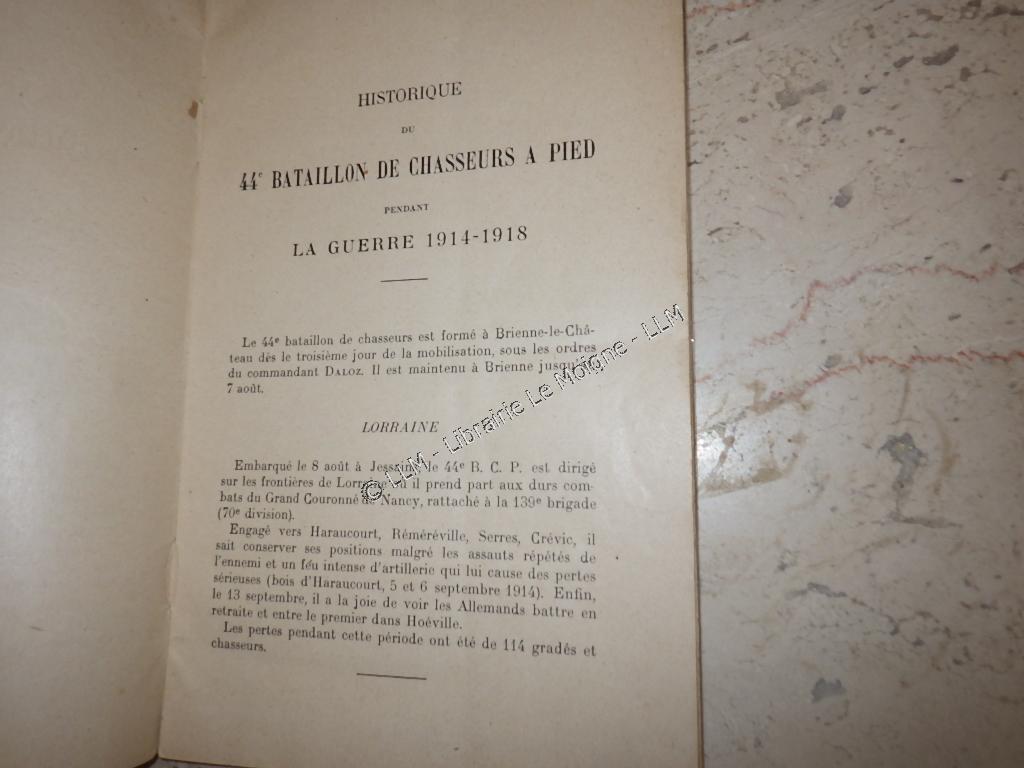 HISTORIQUE
DU
44e BATAILLON DE CHASSEURS A PIED
PENDANT
LA GUERRE 1914-1918
Le 44e bataillon de chasseurs est formé à Brienne-le-Châ-
teau dès le troisième jour de la mobilisation, sous les ordres
du commandant DALOZ. Il est maintenu à Brienne jusqu'au
7 août.
LORRAINE
Embarqué le 8 août à le 44e B. C. P. est dirigé
sur les frontières de Lorraine où il prend part aux durs com-
bats du Grand Couronné de Nancy, rattaché à la 139e brigade
(70e division).
Engagé vers Haraucourt, Réméréville, Serres, Crévic, il
sait conserver ses positions malgré les assauts répétés de
l'ennemi et un feu intense d'artillerie qui lui cause des pertes
sérieuses (bois d'Haraucourt, 5 et 6 septembre 1914). Enfin,
le 13 septembre, il a la joie de voir les Allemands battre en
retraite et entre le premier dans Hoéville.
Les pertes pendant cette période ont été de 114 gradés et
chasseurs.
© LLM - Librairie Le Moigne - LLM